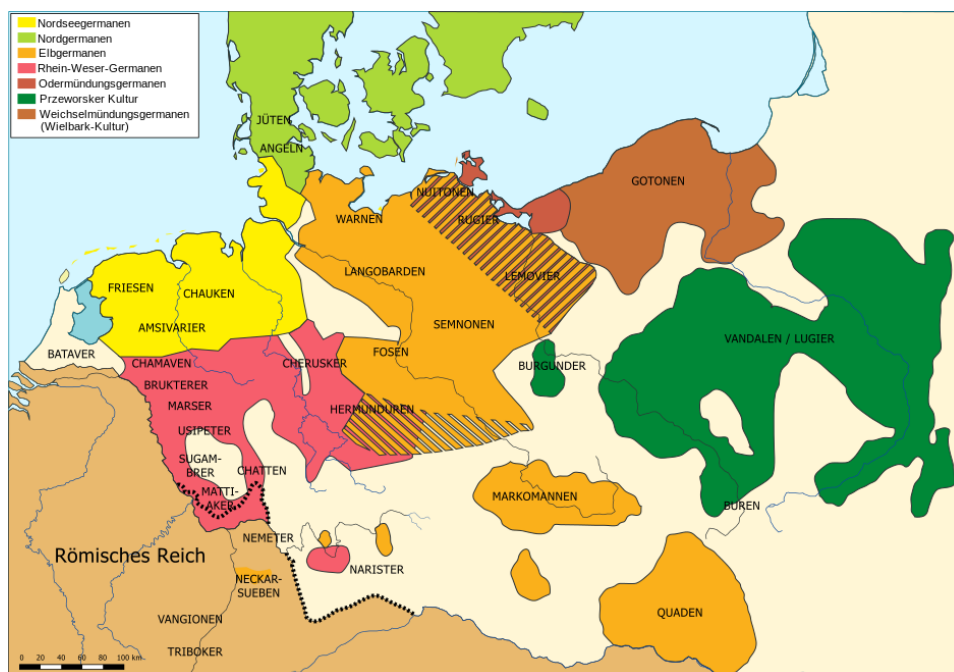 Nordseegermanen
Nordgermanen
Elbgermanen
Rhein-Weser-Germanen
Odermündungsgermanen
Przeworsker Kultur
Weichselmündungsgermanen
(Wielbark-Kultur)
JÜTEN
ANGELN
NUITONEN
GOTONEN
WARNEN
RUGIER
LANGOBARDEN
LEMOVIER
FRIESEN
CHAUKEN
AMSIVARIER
SEMNONEN
VANDALEN / LUGIER
BATAVER
CHAMAVEN
CHERUSKER
FOSEN
BURGUNDER
BRUKTERER
MARSER
HERMUNDUREN
USIPETER
SUGAM-
BRER
CHATTEN
MATTI-
AKER
MARKOMANNEN
BUREN
NEMETER
Römisches Reich
NARISTER
NECKAR-
SUEBEN
QUADEN
VANGIONEN
TRIBOKER
0 20 40 60 80 100 km